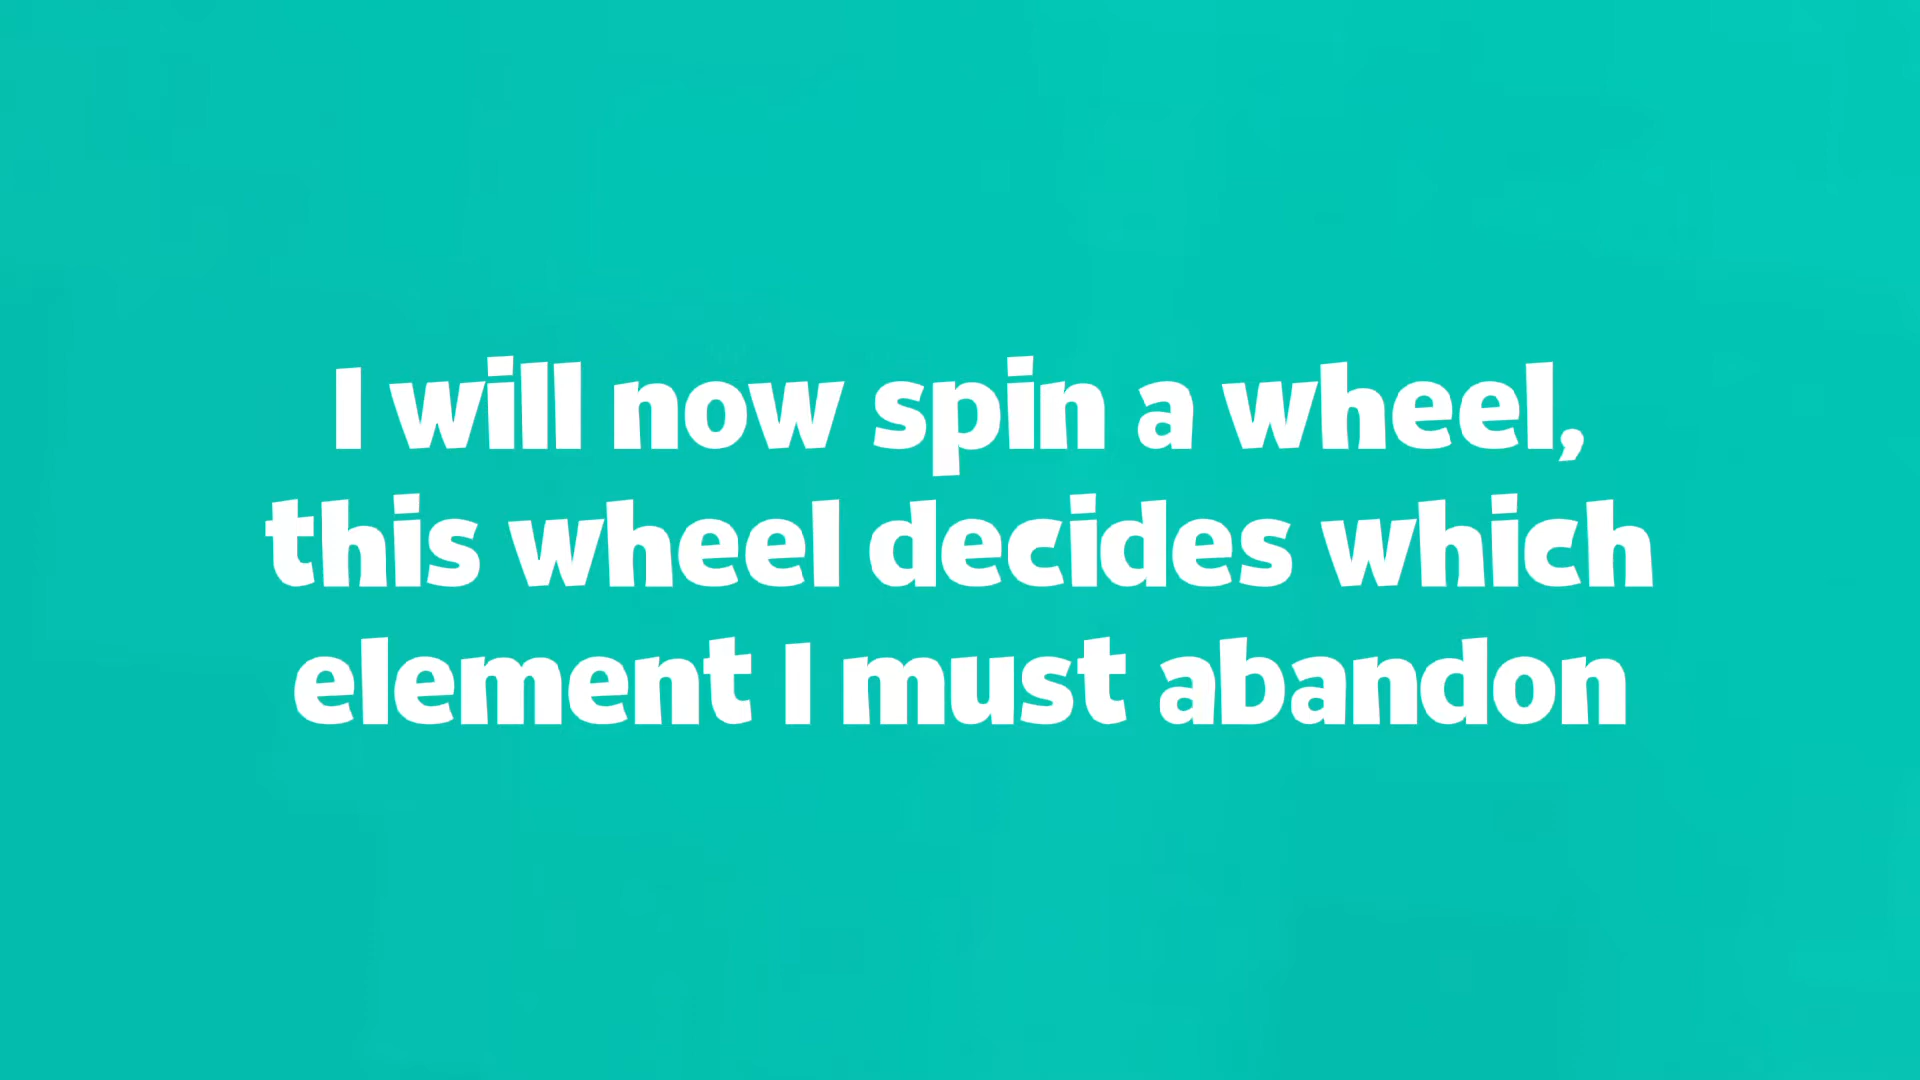 I will now spin a wheel,
this wheel decides which
element I must abandon